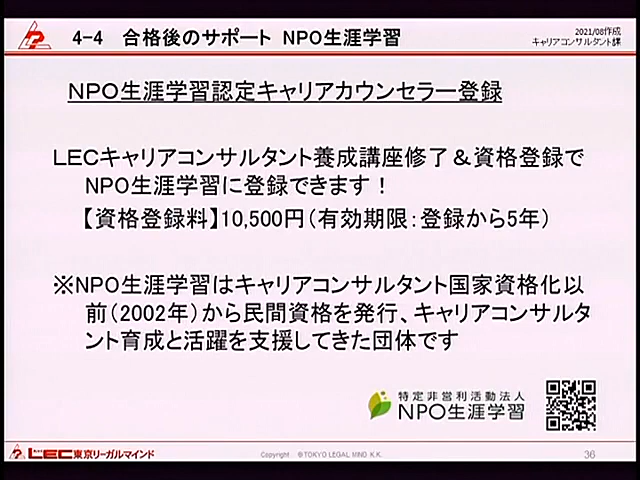 4-4 合格後のサポート NPO生涯学習
2021/08作成
キャリアコンサルタント課
NPO生涯学習認定キャリアカウンセラー登録
LECキャリアコンサルタント養成講座修了＆資格登録で
NPO生涯学習に登録できます！
【資格登録料】10,500円（有効期限：登録から5年）
※NPO生涯学習はキャリアコンサルタント国家資格化以
前（2002年）から民間資格を発行、キャリアコンサルタ
ント育成と活躍を支援してきた団体です
特定非営利活動法人
NPO生涯学習
LEC東京リーガルマインド
Copyright ©TOKYO LEGAL MIND K.K.
36